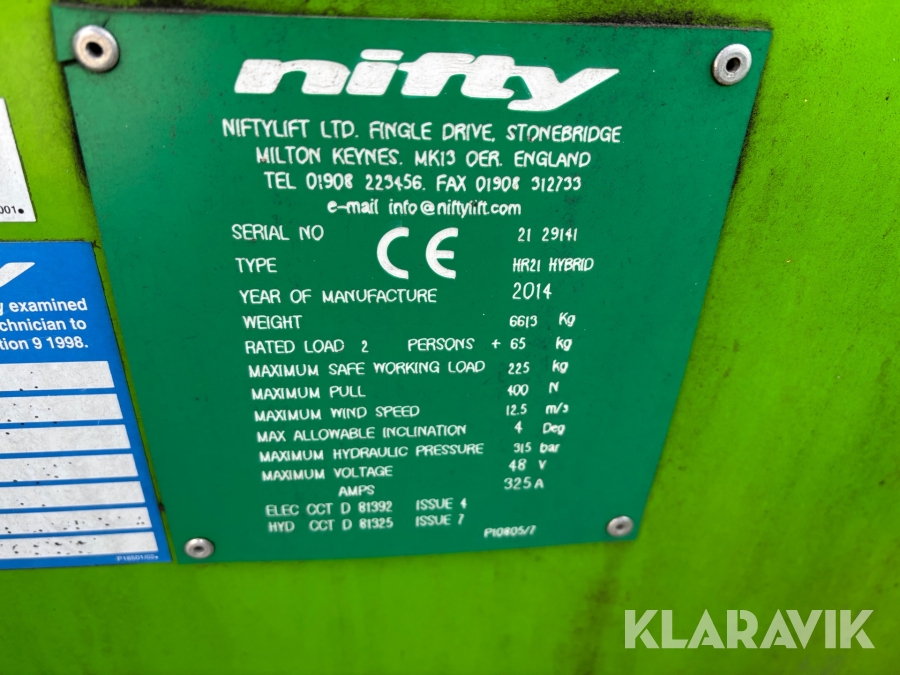 nifty
NIFTYLIFT LTD. FINGLE DRIVE, STONEBRIDGE
MILTON KEYNES. MK13 OER. ENGLAND
TEL 01908 223456. FAX 01908 312733
e-mail info@niftylift.com
SERIAL NO 21 29141
CE
TYPE HR21 HYBRID
YEAR OF MANUFACTURE 2014
WEIGHT 6613 Kg
RATED LOAD 2 PERSONS + 65 kg
MAXIMUM SAFE WORKING LOAD 225 kg
MAXIMUM PULL 400 N
MAXIMUM WIND SPEED 12.5 m/s
MAX ALLOWABLE INCLINATION 4 Deg
MAXIMUM HYDRAULIC PRESSURE 315 bar
MAXIMUM VOLTAGE 48 V
AMPS 325 A
ELEC CCT D 81392 ISSUE 4
HYD CCT D 81325 ISSUE 7
P10805/7
001
y examined
chnician to
tion 9 1998.
KLARAVIK